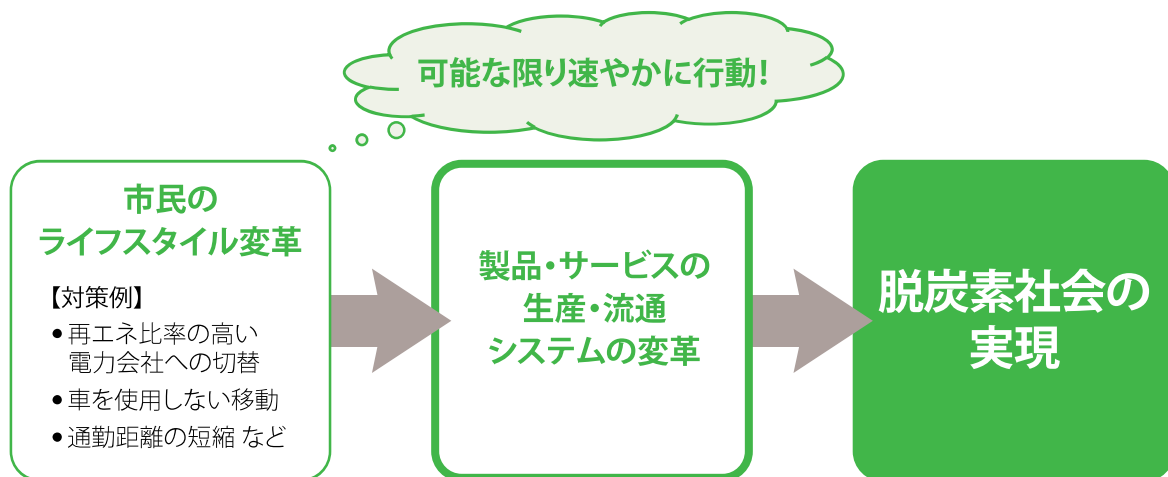 可能な限り速やかに行動!
市民の
ライフスタイル変革
【対策例】
●再エネ比率の高い
電力会社への切替
●車を使用しない移動
●通勤距離の短縮 など
製品・サービスの
生産・流通
システムの変革
脱炭素社会の
実現